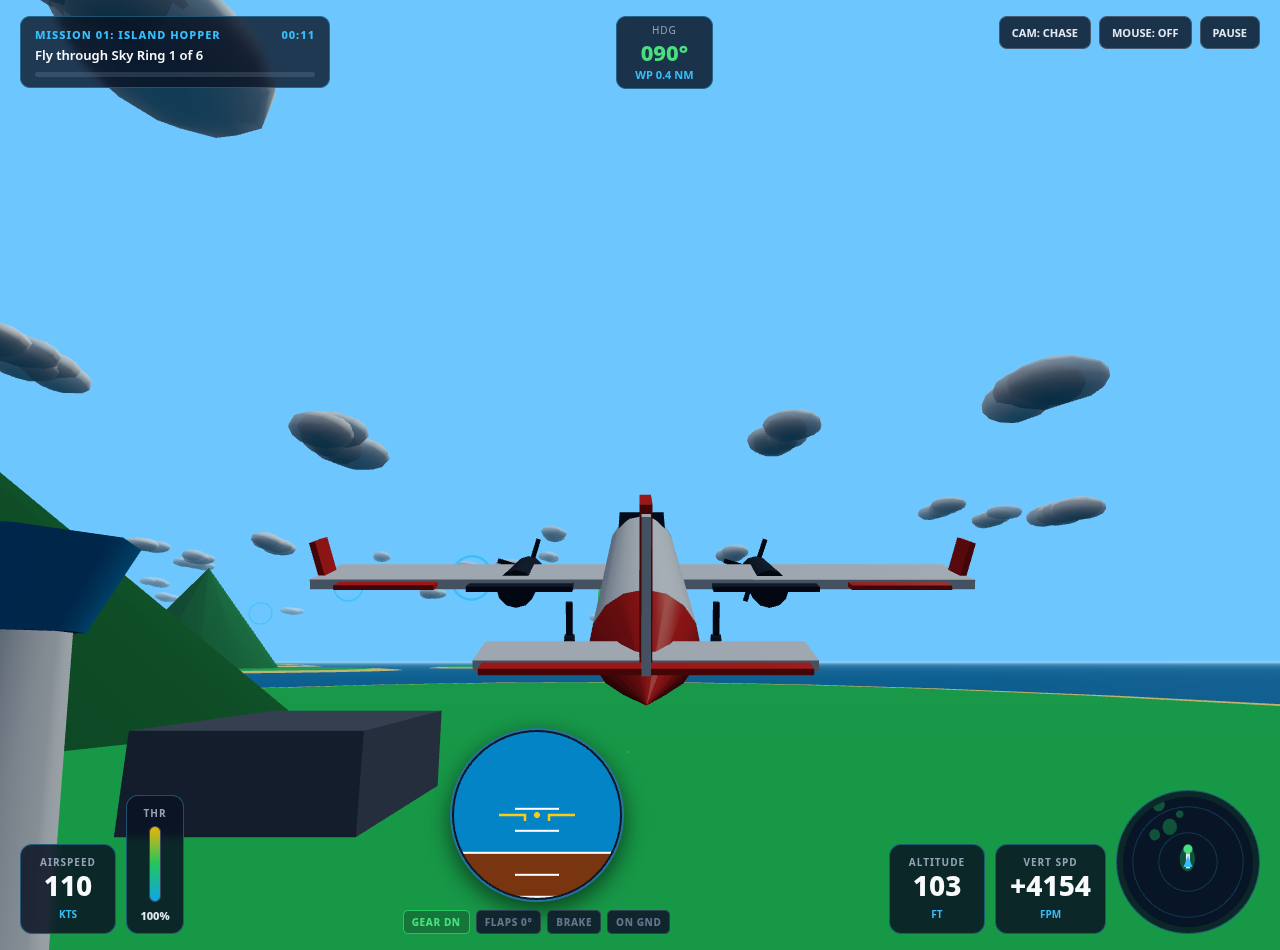 MISSION 01: ISLAND HOPPER 00:11
Fly through Sky Ring 1 of 6
HDG
090°
WP 0.4 NM
CAM: CHASE MOUSE: OFF PAUSE
THR
100%
AIRSPEED
110
KTS
GEAR DN FLAPS 0° BRAKE ON GND
ALTITUDE
103
FT
VERT SPD
+4154
FPM